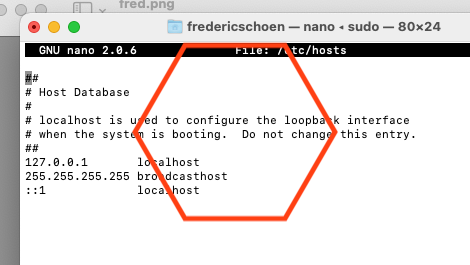 fred.png
fredericschoen — nano ◂ sudo — 80×24
GNU nano 2.0.6 File: /etc/hosts
##
# Host Database
#
# localhost is used to configure the loopback interface
# when the system is booting. Do not change this entry.
##
127.0.0.1 localhost
255.255.255.255 broadcasthost
::1 localhost